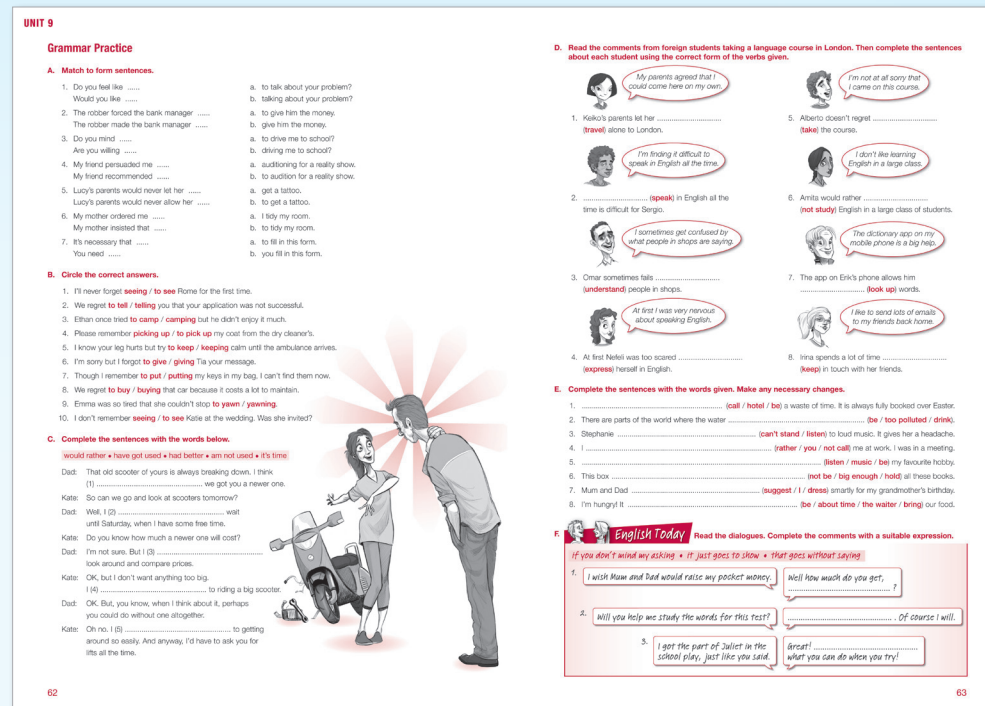 UNIT 9
Grammar Practice
A. Match to form sentences.
1. Do you feel like ......
Would you like ......
2. The robber forced the bank manager ......
The robber made the bank manager ......
3. Do you mind ......
Are you willing ......
4. My friend persuaded me ......
My friend recommended ......
5. Lucy's parents would never let her ......
Lucy's parents would never allow her ......
6. My mother ordered me ......
My mother insisted that ......
7. It's necessary that ......
You need ......
a. to talk about your problem?
b. talking about your problem?
a. to give him the money.
b. give him the money.
a. to drive me to school?
b. driving me to school?
a. auditioning for a reality show.
b. to audition for a reality show.
a. get a tattoo.
b. to get a tattoo.
a. I tidy my room.
b. to tidy my room.
a. to fill in this form.
b. you fill in this form.
B. Circle the correct answers.
1. I'll never forget seeing / to see Rome for the first time.
2. We regret to tell / telling you that your application was not successful.
3. Ethan once tried to camp / camping but he didn't enjoy it much.
4. Please remember picking up / to pick up my coat from the dry cleaner's.
5. I know your leg hurts but try to keep / keeping calm until the ambulance arrives.
6. I'm sorry but I forgot to give / giving Tia your message.
7. Though I remember to put / putting my keys in my bag, I can't find them now.
8. We regret to buy / buying that car because it costs a lot to maintain.
9. Emma was so tired that she couldn't stop to yawn / yawning.
10. I don't remember seeing / to see Katie at the wedding. Was she invited?
C. Complete the sentences with the words below.
would rather • have got used • had better • am not used • it's time
Dad: That old scooter of yours is always breaking down. I think
(1) .................................................. we got you a newer one.
Kate: So can we go and look at scooters tomorrow?
Dad: Well, I (2) .................................................. wait
until Saturday, when I have some free time.
Kate: Do you know how much a newer one will cost?
Dad: I'm not sure. But I (3) ..................................................
look around and compare prices.
Kate: OK, but I don't want anything too big.
I (4) .................................................. to riding a big scooter.
Dad: OK. But, you know, when I think about it, perhaps
you could do without one altogether.
Kate: Oh no. I (5) .................................................. to getting
around so easily. And anyway, I'd have to ask you for
lifts all the time.
62
D. Read the comments from foreign students taking a language course in London. Then complete the sentences
about each student using the correct form of the verbs given.
My parents agreed that I
could come here on my own.
1. Keiko's parents let her ...............................
(travel) alone to London.
I'm finding it difficult to
speak in English all the time.
2. ............................... (speak) in English all the
time is difficult for Sergio.
I sometimes get confused by
what people in shops are saying.
3. Omar sometimes fails ...............................
(understand) people in shops.
At first I was very nervous
about speaking English.
4. At first Nefeli was too scared ...............................
(express) herself in English.
I'm not at all sorry that
I came on this course.
5. Alberto doesn't regret ...............................
(take) the course.
I don't like learning
English in a large class.
6. Amita would rather ...............................
(not study) English in a large class of students.
The dictionary app on my
mobile phone is a big help.
7. The app on Erik's phone allows him
............................... (look up) words.
I like to send lots of emails
to my friends back home.
8. Irina spends a lot of time ...............................
(keep) in touch with her friends.
E. Complete the sentences with the words given. Make any necessary changes.
1. .................................................. (call / hotel / be) a waste of time. It is always fully booked over Easter.
2. There are parts of the world where the water .................................................. (be / too polluted / drink).
3. Stephanie .................................................. (can't stand / listen) to loud music. It gives her a headache.
4. I .................................................. (rather / you / not call) me at work. I was in a meeting.
5. .................................................. (listen / music / be) my favourite hobby.
6. This box .................................................. (not be / big enough / hold) all these books.
7. Mum and Dad .................................................. (suggest / I / dress) smartly for my grandmother's birthday.
8. I'm hungry! It .................................................. (be / about time / the waiter / bring) our food.
F. English Today Read the dialogues. Complete the comments with a suitable expression.
if you don't mind my asking • it just goes to show • that goes without saying
1. I wish Mum and Dad would raise my pocket money.
Well how much do you get,
........................................... ?
2. Will you help me study the words for this test?
........................................... . Of course I will.
3. I got the part of Juliet in the
school play, just like you said.
Great! ...........................................
what you can do when you try!
63